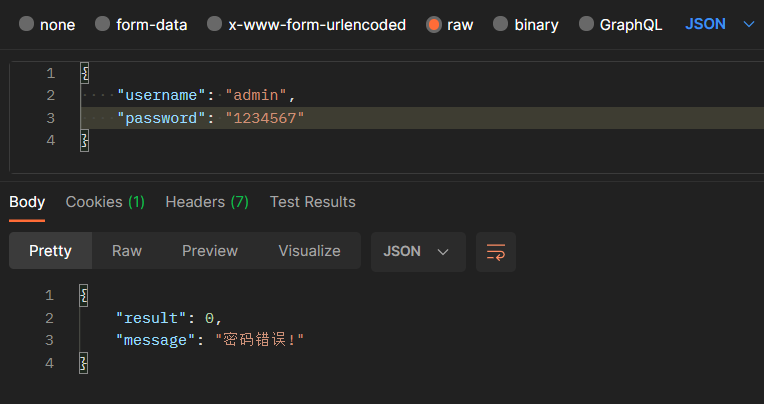 none form-data x-www-form-urlencoded raw binary GraphQL JSON
1 {
2 "username": "admin",
3 "password": "1234567"
4 }
Body Cookies (1) Headers (7) Test Results
Pretty Raw Preview Visualize JSON
1 {
2 "result": 0,
3 "message": "密码错误!"
4 }